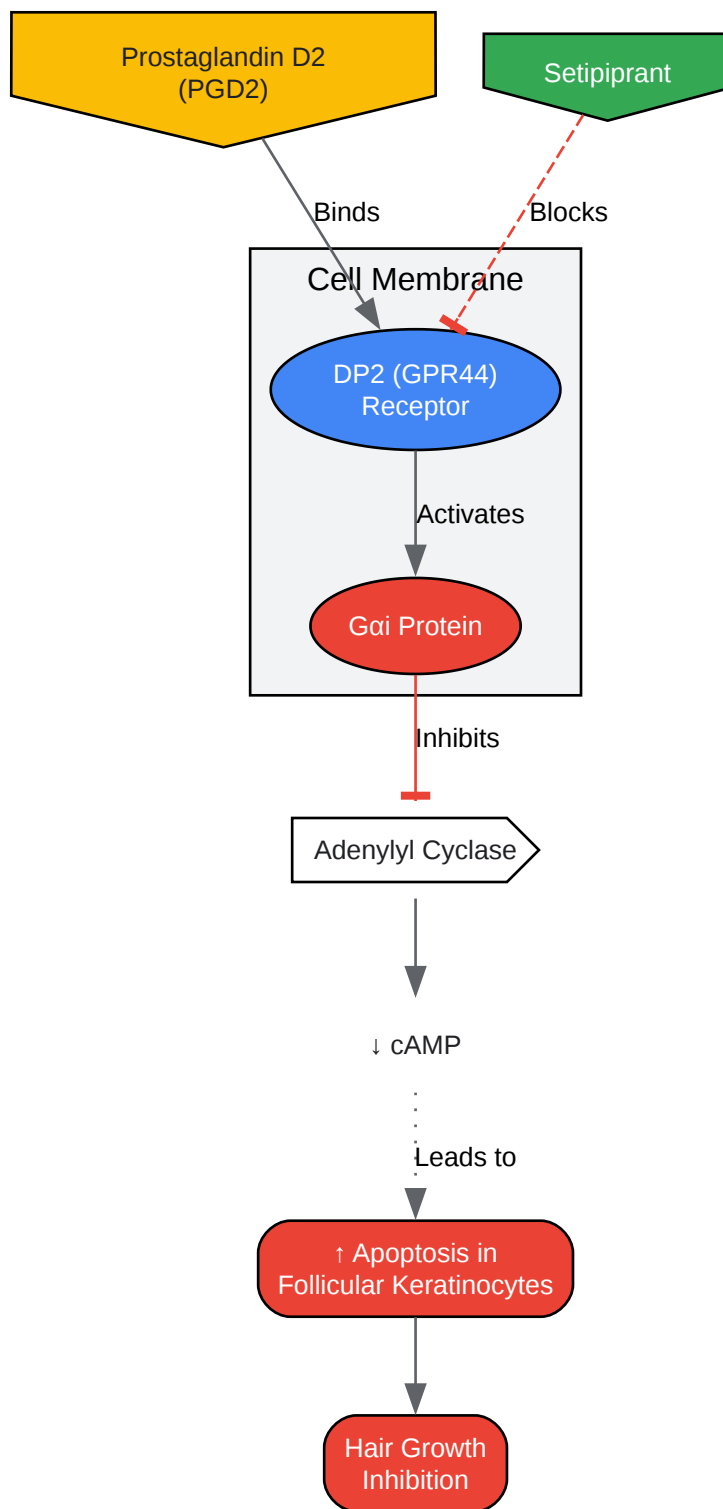 Prostaglandin D2
(PGD2)
Setipiprant
Binds
Blocks
Cell Membrane
DP2 (GPR44)
Receptor
Activates
Gαi Protein
Inhibits
Adenylyl Cyclase
↓ cAMP
Leads to
↑ Apoptosis in
Follicular Keratinocytes
Hair Growth
Inhibition